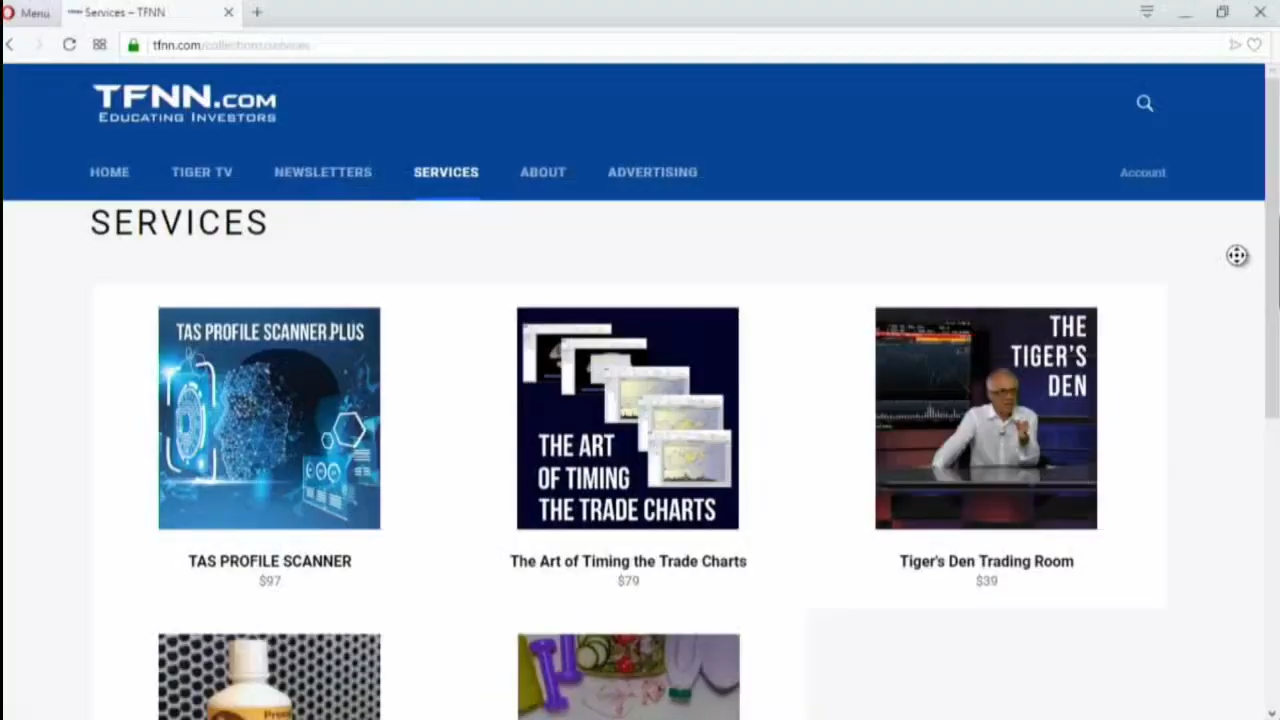 Menu
Services – TFNN
tfnn.com/collections/services
TFNN.COM
EDUCATING INVESTORS
HOME TIGER TV NEWSLETTERS SERVICES ABOUT ADVERTISING Account
SERVICES
TAS PROFILE SCANNER PLUS
THE ART
OF TIMING
THE TRADE CHARTS
THE
TIGER'S
DEN
TAS PROFILE SCANNER
$97
The Art of Timing the Trade Charts
$79
Tiger's Den Trading Room
$39